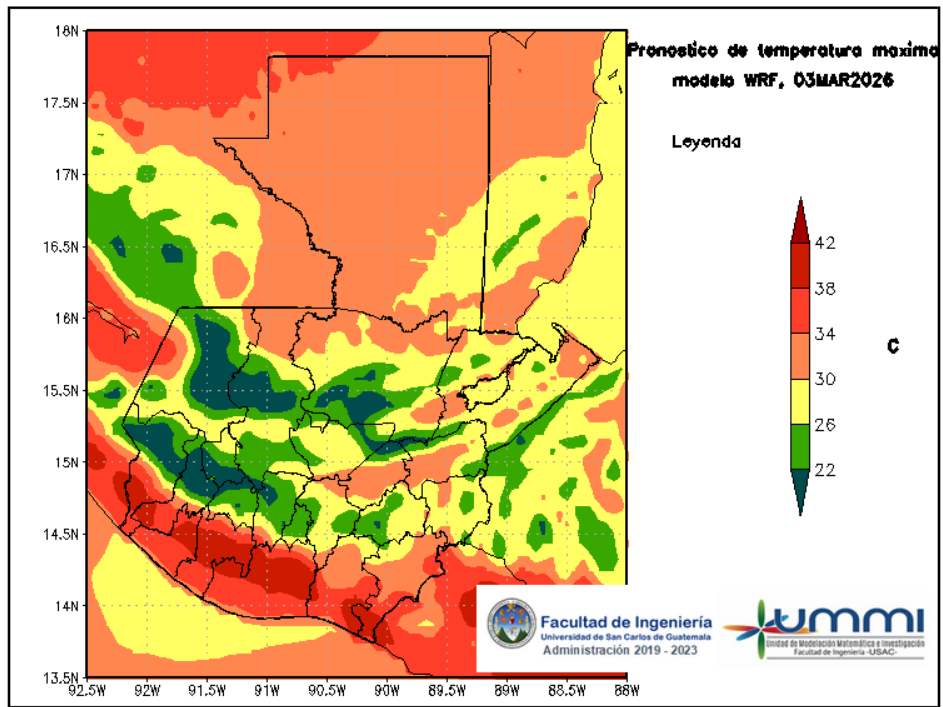 Pronostico de temperatura maxima
modelo WRF, 03MAR2026
Leyenda
42
38
34
30
26
22
C
18N
17.5N
17N
16.5N
16N
15.5N
15N
14.5N
14N
13.5N
92.5W 92W 91.5W 91W 90.5W 90W 89.5W 89W 88.5W 88W
Facultad de Ingeniería
Universidad de San Carlos de Guatemala
Administración 2019 - 2023
UMMI
Unidad de Modelación Matemática e Investigación
Facultad de Ingeniería -USAC-